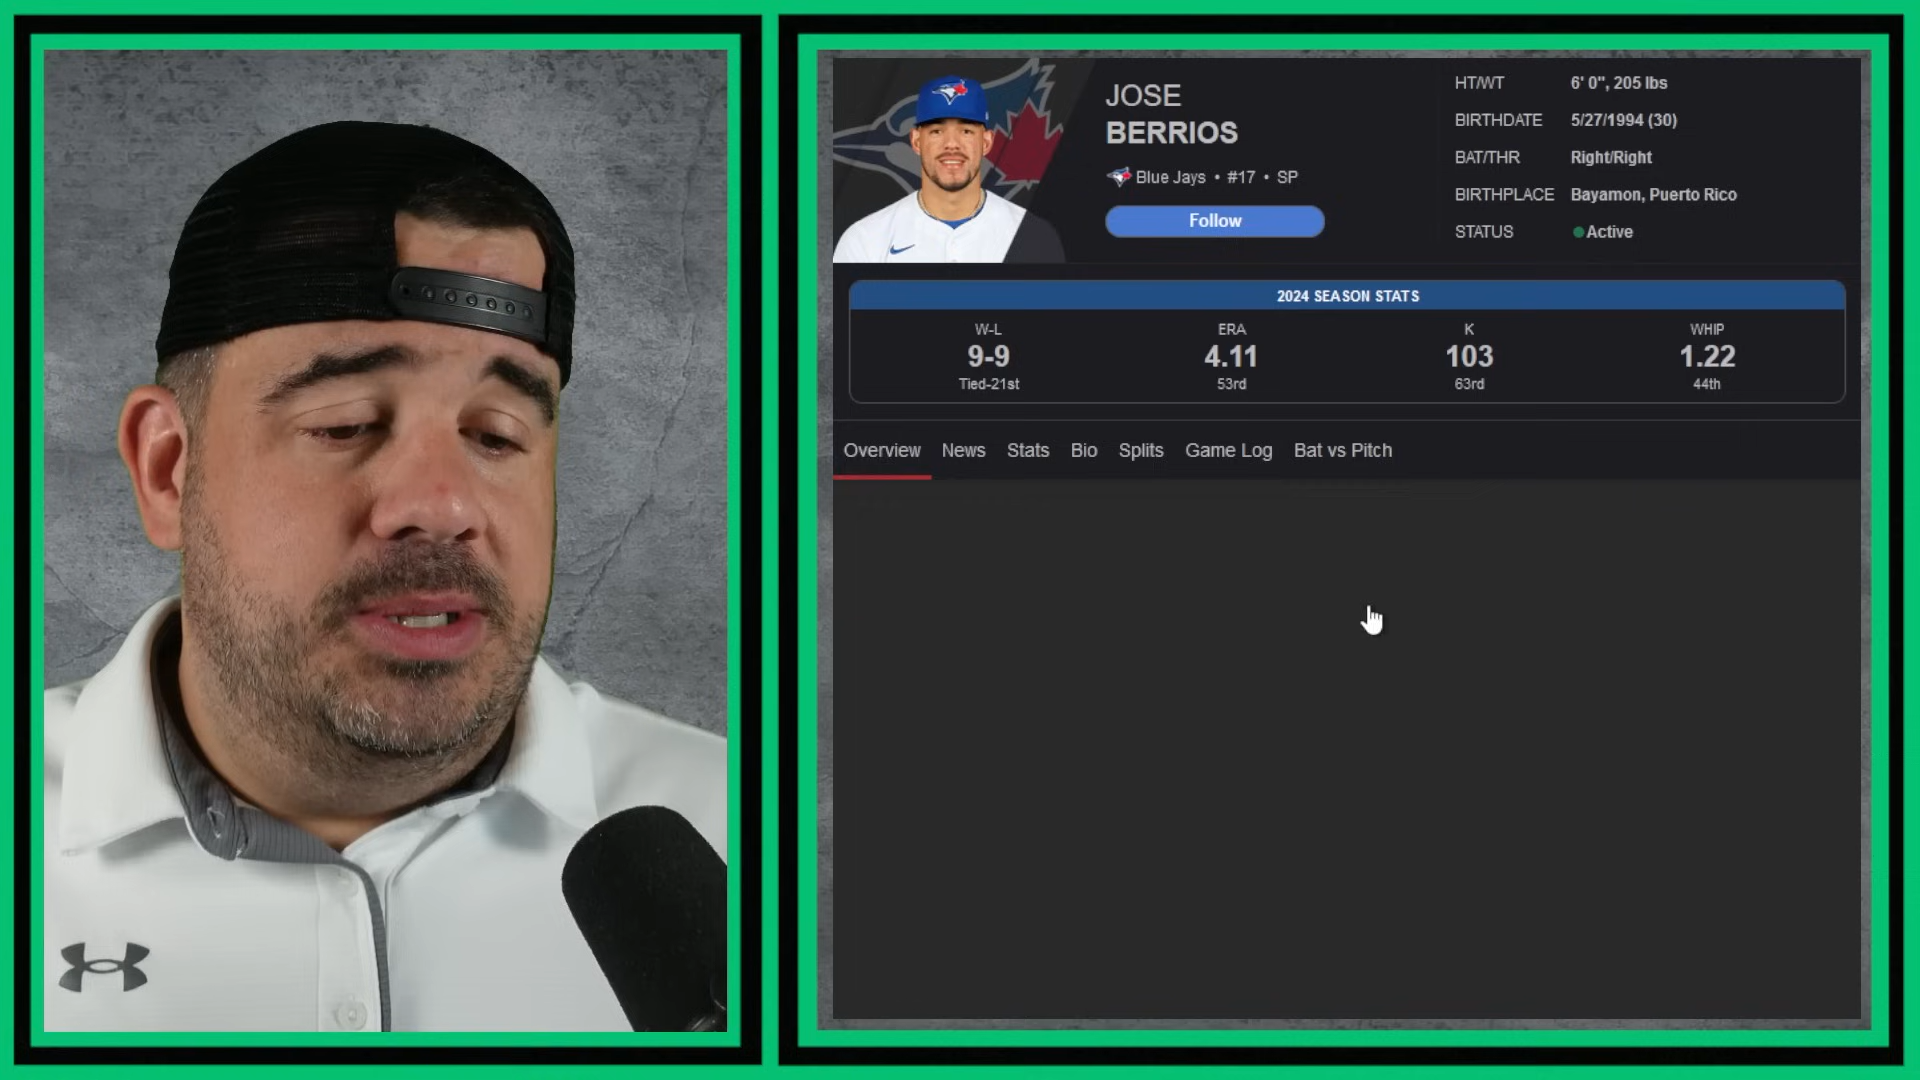 JOSE
BERRIOS
Blue Jays • #17 • SP
Follow
HT/WT 6' 0", 205 lbs
BIRTHDATE 5/27/1994 (30)
BAT/THR Right/Right
BIRTHPLACE Bayamon, Puerto Rico
STATUS Active
2024 SEASON STATS
W-L ERA K WHIP
9-9 4.11 103 1.22
Tied-21st 53rd 63rd 44th
Overview News Stats Bio Splits Game Log Bat vs Pitch